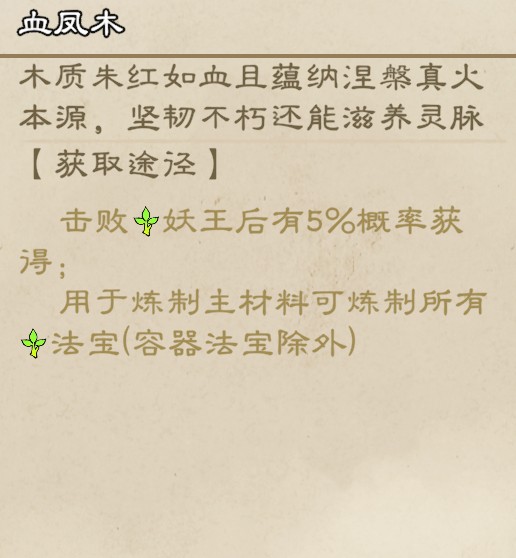 血凤木
木质朱红如血且蕴纳涅槃真火
本源，坚韧不朽还能滋养灵脉
【获取途径】
击败妖王后有5%概率获
得；
用于炼制主材料可炼制所有
法宝(容器法宝除外)